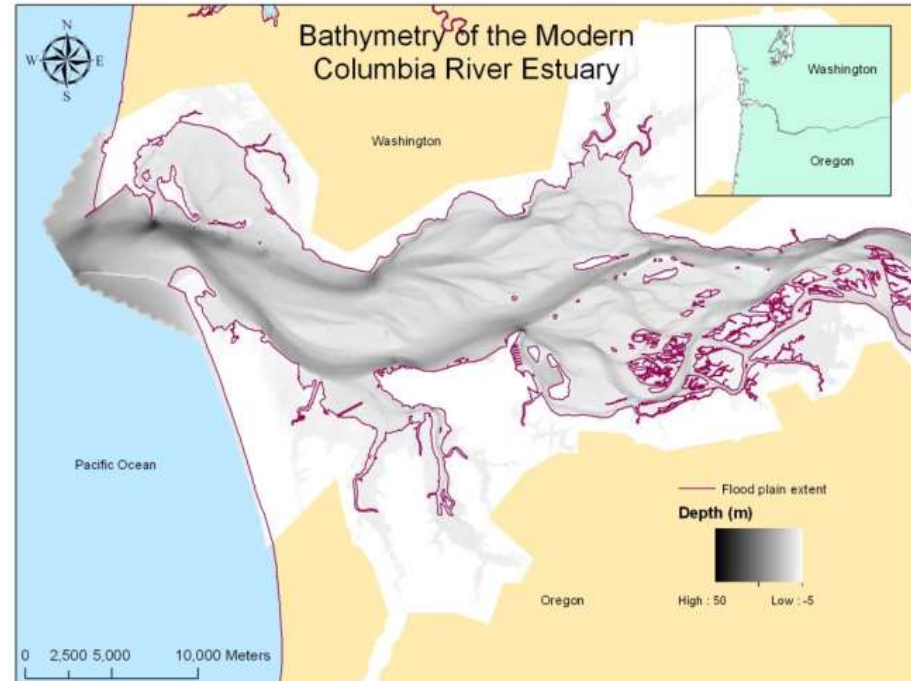 Bathymetry of the Modern
Columbia River Estuary
N
W E
S
Washington
Washington
Oregon
Pacific Ocean
Flood plain extent
Depth (m)
High : 50 Low : -5
Oregon
0 2,500 5,000 10,000 Meters